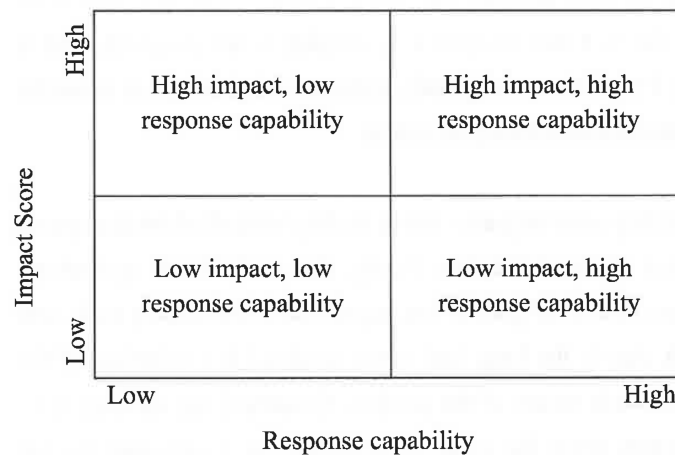 High
High impact, low
response capability
High impact, high
response capability
Impact Score
Low impact, low
response capability
Low impact, high
response capability
Low
Low
High
Response capability